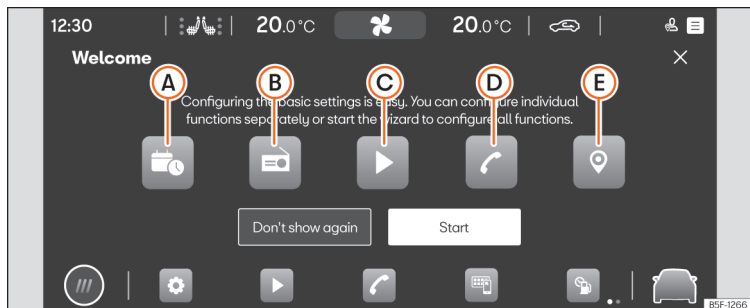 12:30 20.0°C 20.0°C
Welcome
A B C D E
Configuring the basic settings is easy. You can configure individual
functions separately or start the wizard to configure all functions.
Don't show again Start
B5F-1266